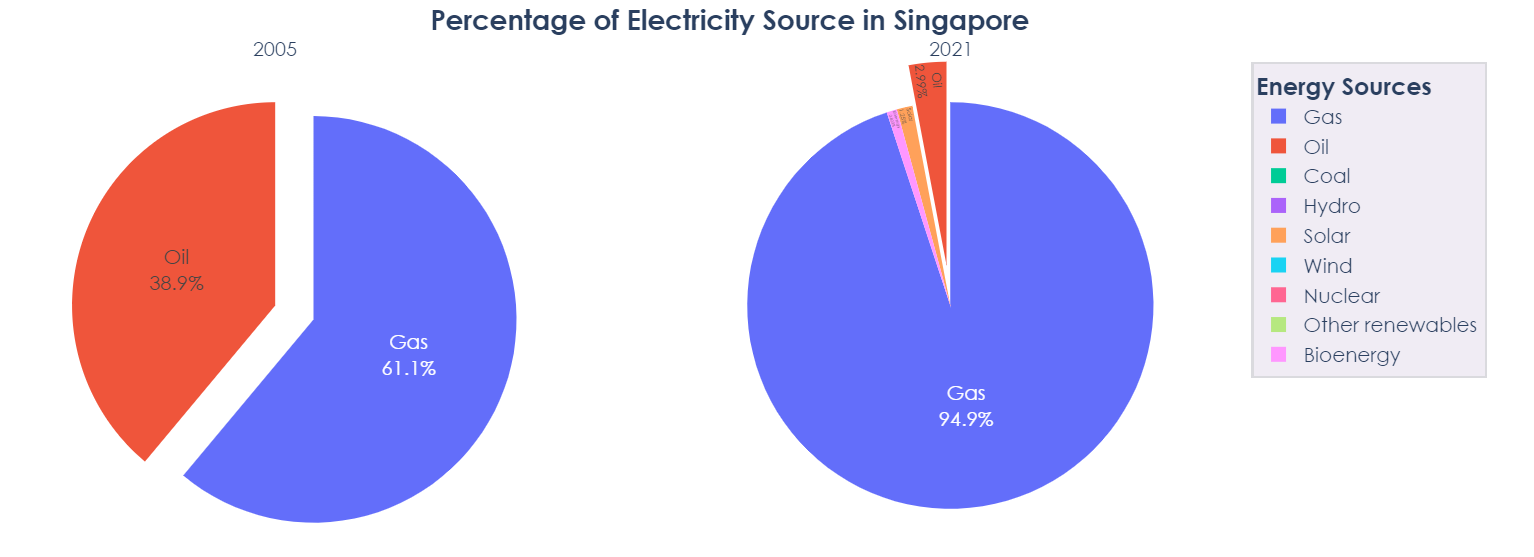 Percentage of Electricity Source in Singapore
2005
2021
Oil
38.9%
Gas
61.1%
Oil
2.99%
Gas
94.9%
Energy Sources
Gas
Oil
Coal
Hydro
Solar
Wind
Nuclear
Other renewables
Bioenergy